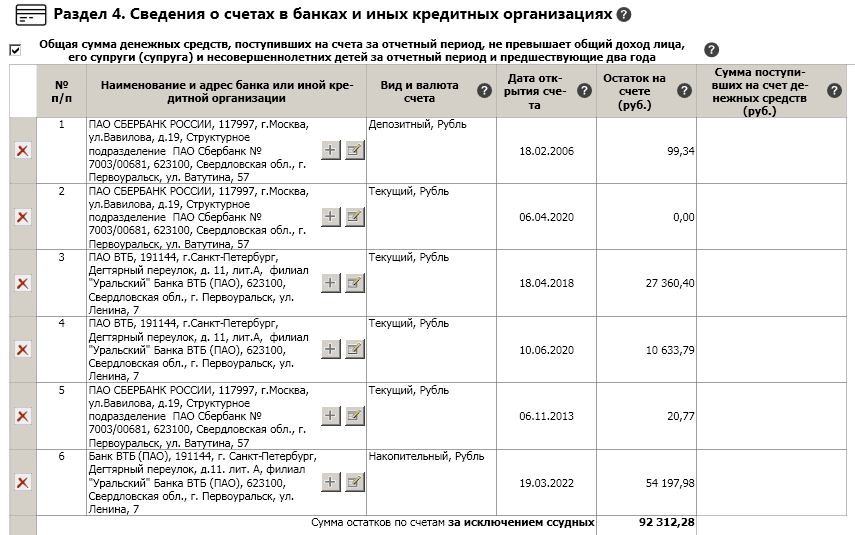 Раздел 4. Сведения о счетах в банках и иных кредитных организациях ?
Общая сумма денежных средств, поступивших на счета за отчетный период, не превышает общий доход лица,
его супруги (супруга) и несовершеннолетних детей за отчетный период и предшествующие два года ?
№
п/п
Наименование и адрес банка или иной кре-
дитной организации
Вид и валюта
счета ?
Дата отк-
рытия сче-
та ?
Остаток на
счете
(руб.) ?
Сумма поступи-
вших на счет де-
нежных средств
(руб.) ?
1
ПАО СБЕРБАНК РОССИИ, 117997, г.Москва,
ул.Вавилова, д.19, Структурное
подразделение ПАО Сбербанк №
7003/00681, 623100, Свердловская обл., г.
Первоуральск, ул. Ватутина, 57
Депозитный, Рубль
18.02.2006
99,34
2
ПАО СБЕРБАНК РОССИИ, 117997, г.Москва,
ул.Вавилова, д.19, Структурное
подразделение ПАО Сбербанк №
7003/00681, 623100, Свердловская обл., г.
Первоуральск, ул. Ватутина, 57
Текущий, Рубль
06.04.2020
0,00
3
ПАО ВТБ, 191144, г.Санкт-Петербург,
Дегтярный переулок, д. 11, лит.А, филиал
"Уральский" Банка ВТБ (ПАО), 623100,
Свердловская обл., г. Первоуральск, ул.
Ленина, 7
Текущий, Рубль
18.04.2018
27 360,40
4
ПАО ВТБ, 191144, г.Санкт-Петербург,
Дегтярный переулок, д. 11, лит.А, филиал
"Уральский" Банка ВТБ (ПАО), 623100,
Свердловская обл., г. Первоуральск, ул.
Ленина, 7
Текущий, Рубль
10.06.2020
10 633,79
5
ПАО СБЕРБАНК РОССИИ, 117997, г.Москва,
ул.Вавилова, д.19, Структурное
подразделение ПАО Сбербанк №
7003/00681, 623100, Свердловская обл., г.
Первоуральск, ул. Ватутина, 57
Текущий, Рубль
06.11.2013
20,77
6
Банк ВТБ (ПАО), 191144, г. Санкт-Петербург,
Дегтярный переулок, д.11. лит. А, филиал
"Уральский" Банка ВТБ (ПАО), 623100,
Свердловская обл., г. Первоуральск, ул.
Ленина, 7
Накопительный, Рубль
19.03.2022
54 197,98
Сумма остатков по счетам за исключением ссудных
92 312,28